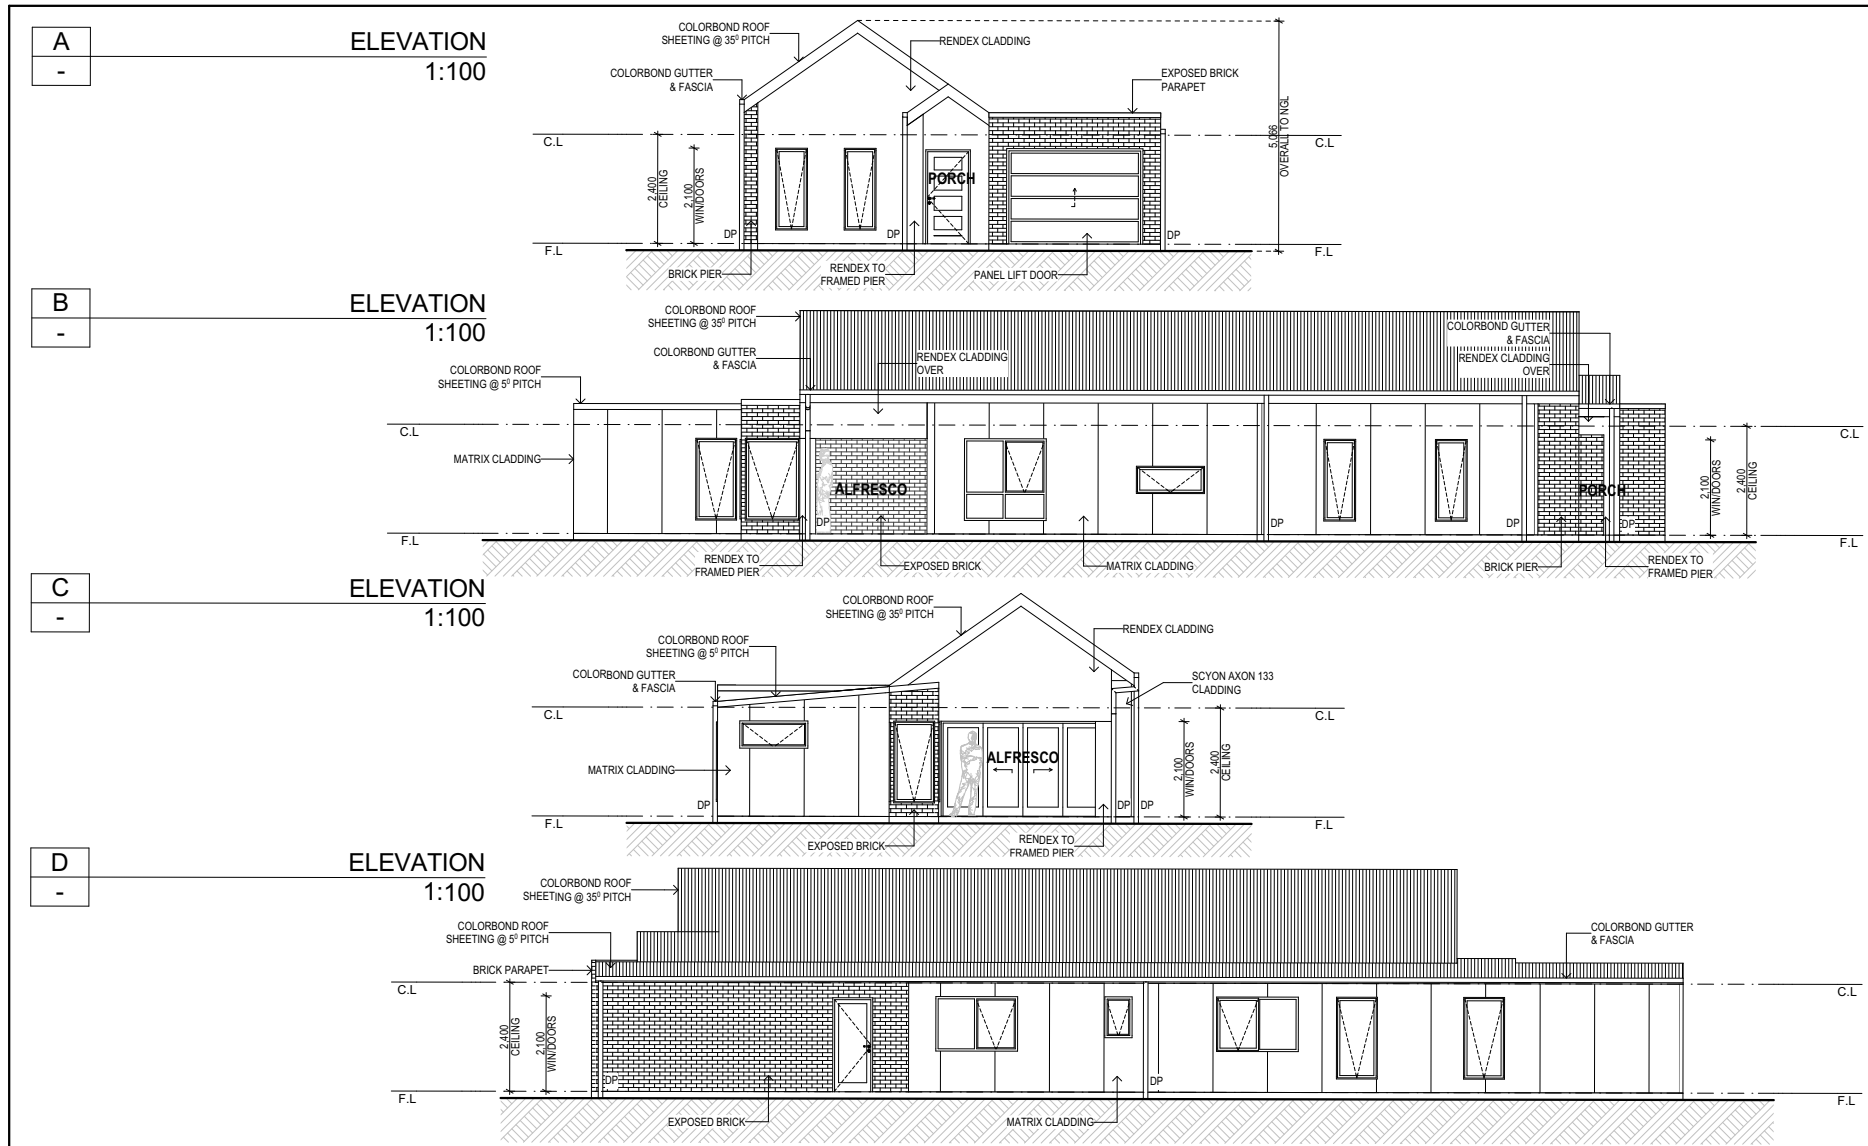 A
-
ELEVATION
1:100
COLORBOND ROOF
SHEETING @ 35⁰ PITCH
RENDEX CLADDING
COLORBOND GUTTER
& FASCIA
EXPOSED BRICK
PARAPET
C.L
C.L
2,400
CEILING
2,100
WIN/DOORS
5,066
OVERALL TO NGL
PORCH
DP
DP
DP
F.L
F.L
BRICK PIER
RENDEX TO
FRAMED PIER
PANEL LIFT DOOR
B
-
ELEVATION
1:100
COLORBOND ROOF
SHEETING @ 35⁰ PITCH
COLORBOND GUTTER
& FASCIA
COLORBOND GUTTER
& FASCIA
RENDEX CLADDING
OVER
RENDEX CLADDING
OVER
COLORBOND ROOF
SHEETING @ 5⁰ PITCH
C.L
C.L
MATRIX CLADDING
ALFRESCO
PORCH
2,100
WIN/DOORS
2,400
CEILING
DP
DP
DP
DP
F.L
F.L
RENDEX TO
FRAMED PIER
EXPOSED BRICK
MATRIX CLADDING
BRICK PIER
RENDEX TO
FRAMED PIER
C
-
ELEVATION
1:100
COLORBOND ROOF
SHEETING @ 35⁰ PITCH
RENDEX CLADDING
COLORBOND ROOF
SHEETING @ 5⁰ PITCH
COLORBOND GUTTER
& FASCIA
SCYON AXON 133
CLADDING
C.L
C.L
ALFRESCO
2,100
WIN/DOORS
2,400
CEILING
MATRIX CLADDING
DP
DP
DP
F.L
F.L
EXPOSED BRICK
RENDEX TO
FRAMED PIER
D
-
ELEVATION
1:100
COLORBOND ROOF
SHEETING @ 35⁰ PITCH
COLORBOND ROOF
SHEETING @ 5⁰ PITCH
COLORBOND GUTTER
& FASCIA
BRICK PARAPET
C.L
C.L
2,400
CEILING
2,100
WIN/DOORS
DP
DP
F.L
F.L
EXPOSED BRICK
MATRIX CLADDING